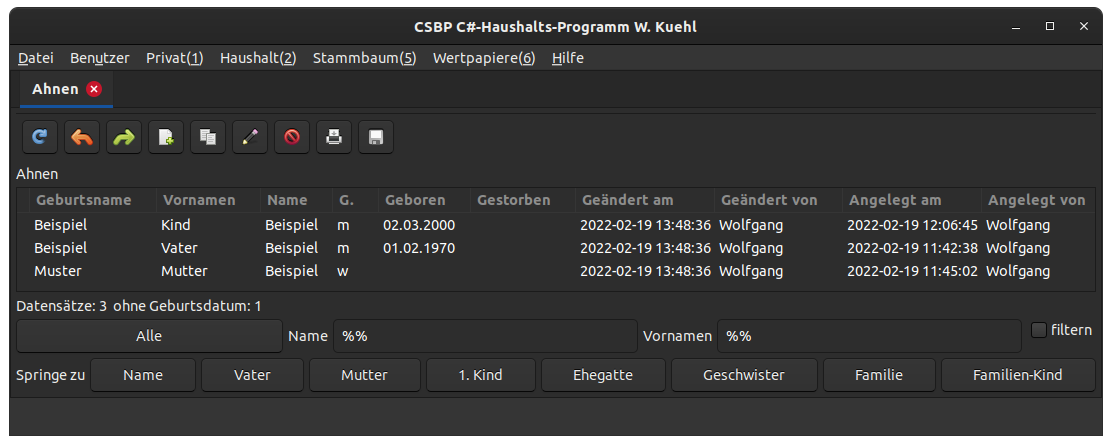 CSBP C#-Haushalts-Programm W. Kuehl
Datei Benutzer Privat(1) Haushalt(2) Stammbaum(5) Wertpapiere(6) Hilfe
Ahnen
Ahnen
Geburtsname Vornamen Name G. Geboren Gestorben Geändert am Geändert von Angelegt am Angelegt von
Beispiel Kind Beispiel m 02.03.2000 2022-02-19 13:48:36 Wolfgang 2022-02-19 12:06:45 Wolfgang
Beispiel Vater Beispiel m 01.02.1970 2022-02-19 13:48:36 Wolfgang 2022-02-19 11:42:38 Wolfgang
Muster Mutter Beispiel w 2022-02-19 13:48:36 Wolfgang 2022-02-19 11:45:02 Wolfgang
Datensätze: 3 ohne Geburtsdatum: 1
Alle Name %% Vornamen %% filtern
Springe zu Name Vater Mutter 1. Kind Ehegatte Geschwister Familie Familien-Kind